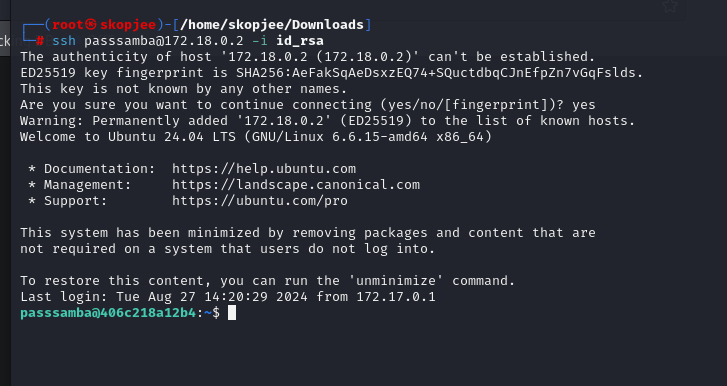 ck
┌──(root㉿skopjee)-[/home/skopjee/Downloads]
└─# ssh passsamba@172.18.0.2 -i id_rsa
The authenticity of host '172.18.0.2 (172.18.0.2)' can't be established.
ED25519 key fingerprint is SHA256:AeFakSqAeDsxzEQ74+SQuctdbqCJnEfpZn7vGqFslds.
This key is not known by any other names.
Are you sure you want to continue connecting (yes/no/[fingerprint])? yes
Warning: Permanently added '172.18.0.2' (ED25519) to the list of known hosts.
Welcome to Ubuntu 24.04 LTS (GNU/Linux 6.6.15-amd64 x86_64)
 * Documentation:  https://help.ubuntu.com
 * Management:     https://landscape.canonical.com
 * Support:        https://ubuntu.com/pro
This system has been minimized by removing packages and content that are
not required on a system that users do not log into.
To restore this content, you can run the 'unminimize' command.
Last login: Tue Aug 27 14:20:29 2024 from 172.17.0.1
passsamba@406c218a12b4:~$